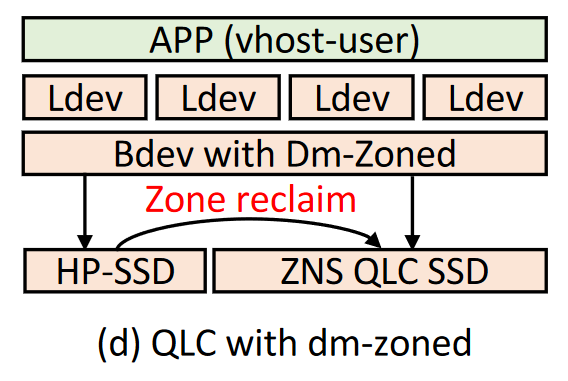 APP (vhost-user)
Ldev Ldev Ldev Ldev
Bdev with Dm-Zoned
Zone reclaim
HP-SSD ZNS QLC SSD
(d) QLC with dm-zoned